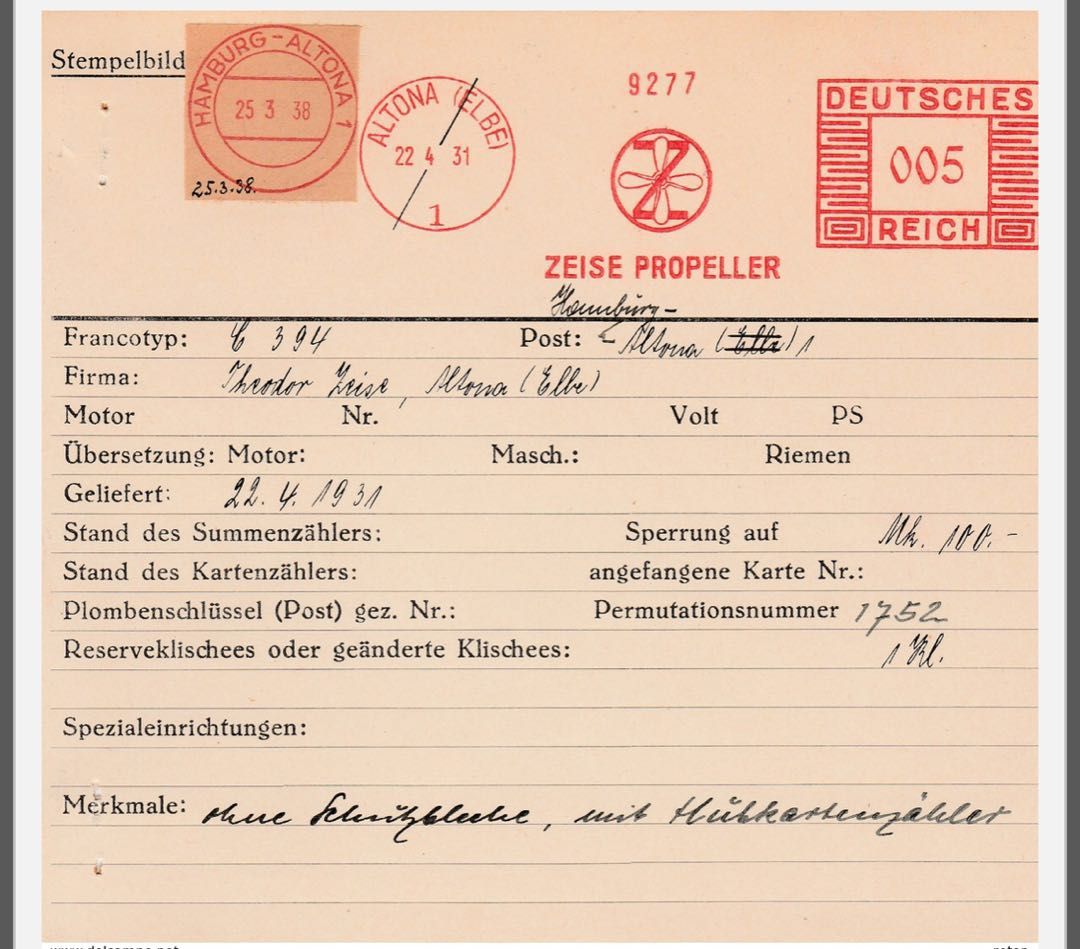 Stempelbild
HAMBURG-ALTONA 1
25 3 38
25.3.38.
ALTONA (ELBE)
22 4 31
1
9277
Z
ZEISE PROPELLER
DEUTSCHES
005
REICH
Hamburg-
Francotyp: C 394 Post: Altona (Elbe) 1
Firma: Theodor Zeise, Altona (Elbe)
Motor Nr. Volt PS
Übersetzung: Motor: Masch.: Riemen
Geliefert: 22. 4. 1931
Stand des Summenzählers: Sperrung auf Mk. 100.-
Stand des Kartenzählers: angefangene Karte Nr.:
Plombenschlüssel (Post) gez. Nr.: Permutationsnummer 1752
Reserveklischees oder geänderte Klischees: 1 Kl.
Spezialeinrichtungen:
Merkmale: ohne Schutzbleche, mit Hubkartenzähler